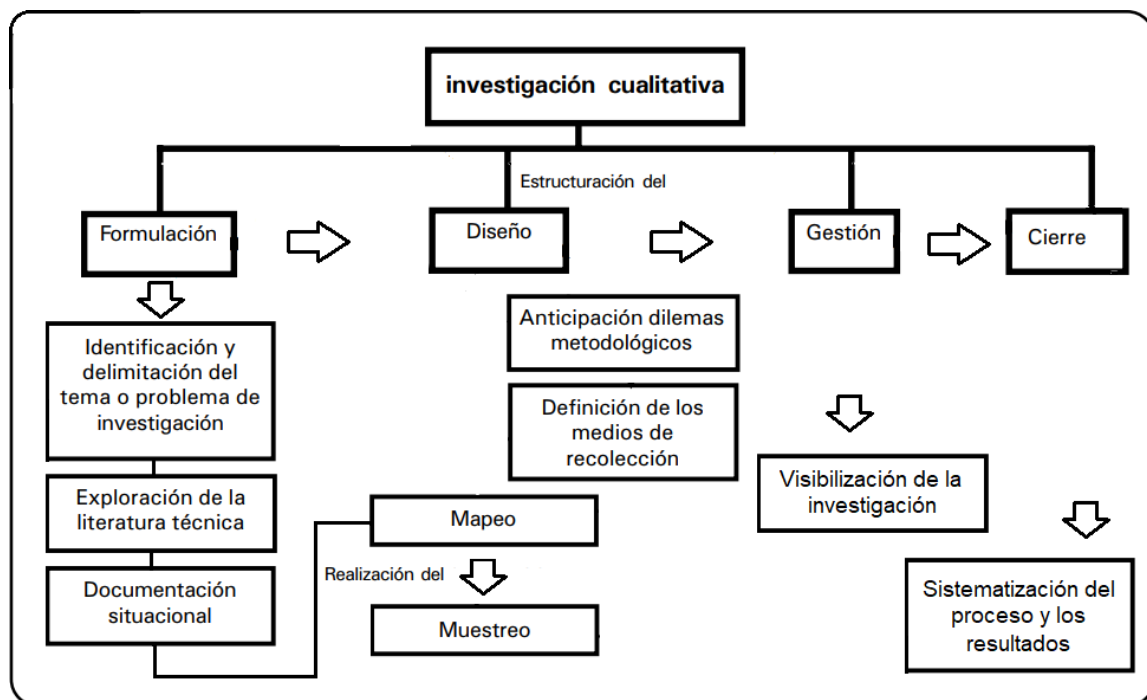 investigación cualitativa
Estructuración del
Formulación
Diseño
Gestión
Cierre
Identificación y
delimitación del
tema o problema de
investigación
Exploración de la
literatura técnica
Documentación
situacional
Anticipación dilemas
metodológicos
Definición de los
medios de
recolección
Mapeo
Realización del
Muestreo
Visibilización de la
investigación
Sistematización del
proceso y los
resultados